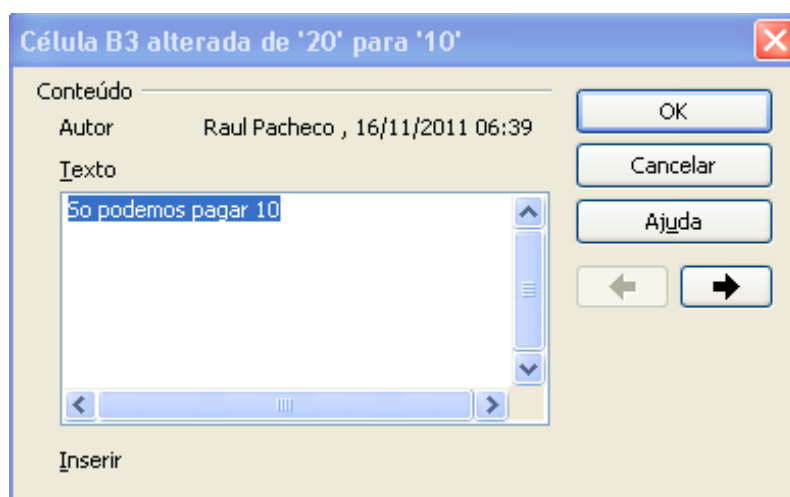 Célula B3 alterada de '20' para '10'
Conteúdo
Autor Raul Pacheco , 16/11/2011 06:39
Texto
So podemos pagar 10
Inserir
OK
Cancelar
Ajuda